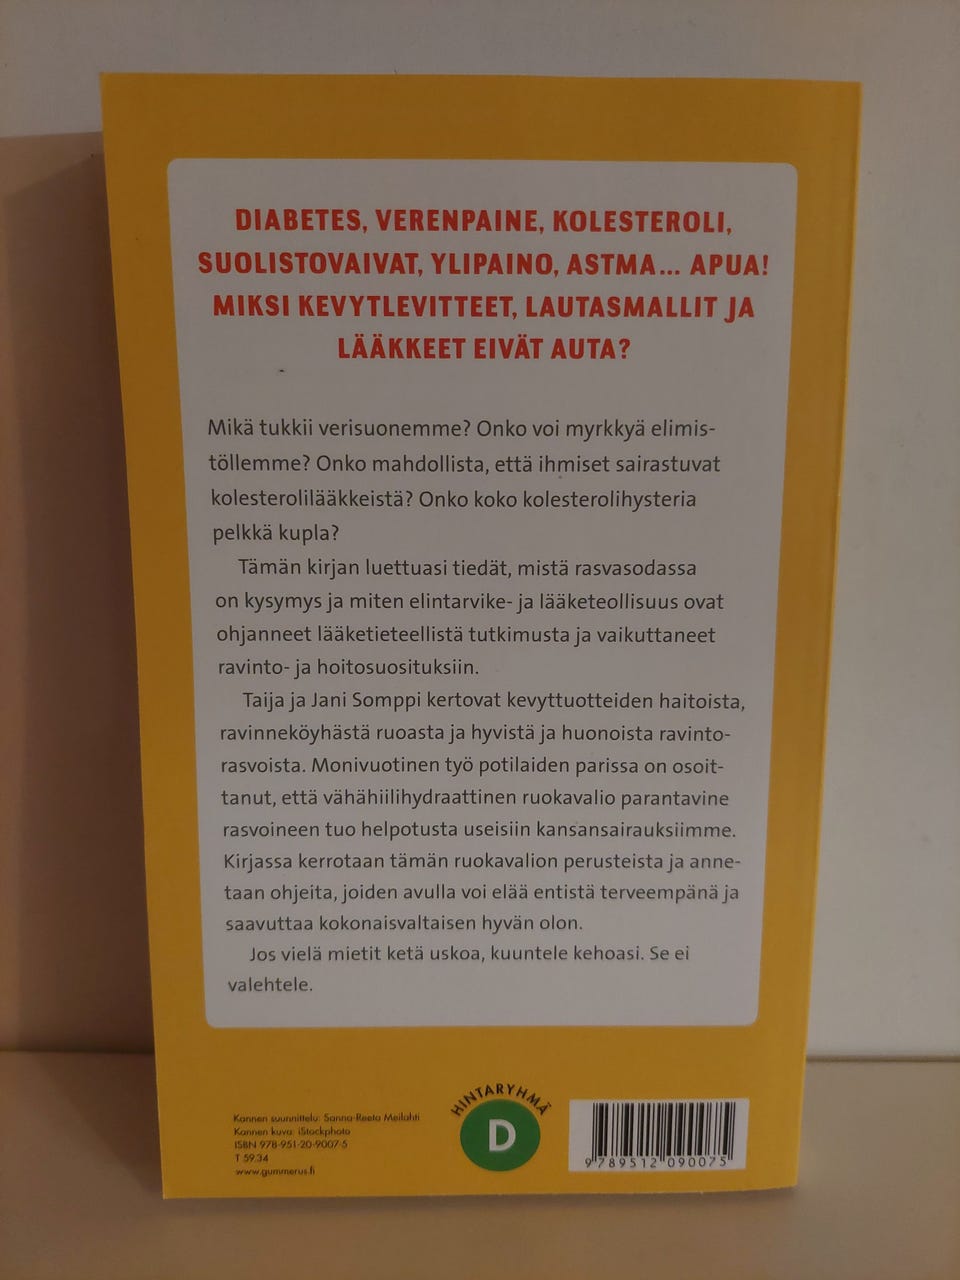 DIABETES, VERENPAINE, KOLESTEROLI,
SUOLISTOVAIVAT, YLIPAINO, ASTMA... APUA!
MIKSI KEVYTLEVITTEET, LAUTASMALLIT JA
LÄÄKKEET EIVÄT AUTA?
Mikä tukkii verisuonemme? Onko voi myrkkyä elimis-
töllemme? Onko mahdollista, että ihmiset sairastuvat
kolesterolilääkkeistä? Onko koko kolesterolihysteria
pelkkä kupla?
Tämän kirjan luettuasi tiedät, mistä rasvasodassa
on kysymys ja miten elintarvike- ja lääketeollisuus ovat
ohjanneet lääketieteellistä tutkimusta ja vaikuttaneet
ravinto- ja hoitosuosituksiin.
Taija ja Jani Somppi kertovat kevyttuotteiden haitoista,
ravinneköyhästä ruoasta ja hyvistä ja huonoista ravinto-
rasvoista. Monivuotinen työ potilaiden parissa on osoit-
tanut, että vähähiilihydraattinen ruokavalio parantavine
rasvoineen tuo helpotusta useisiin kansansairauksiimme.
Kirjassa kerrotaan tämän ruokavalion perusteista ja anne-
taan ohjeita, joiden avulla voi elää entistä terveempänä ja
saavuttaa kokonaisvaltaisen hyvän olon.
Jos vielä mietit ketä uskoa, kuuntele kehoasi. Se ei
valehtele.
Kannen suunnittelu: Sanna-Reeta Meilahti
Kannen kuva: iStockphoto
ISBN 978-951-20-9007-5
T 59.34
www.gummerus.fi
HINTARYHMÄ
D
9 789512 090075